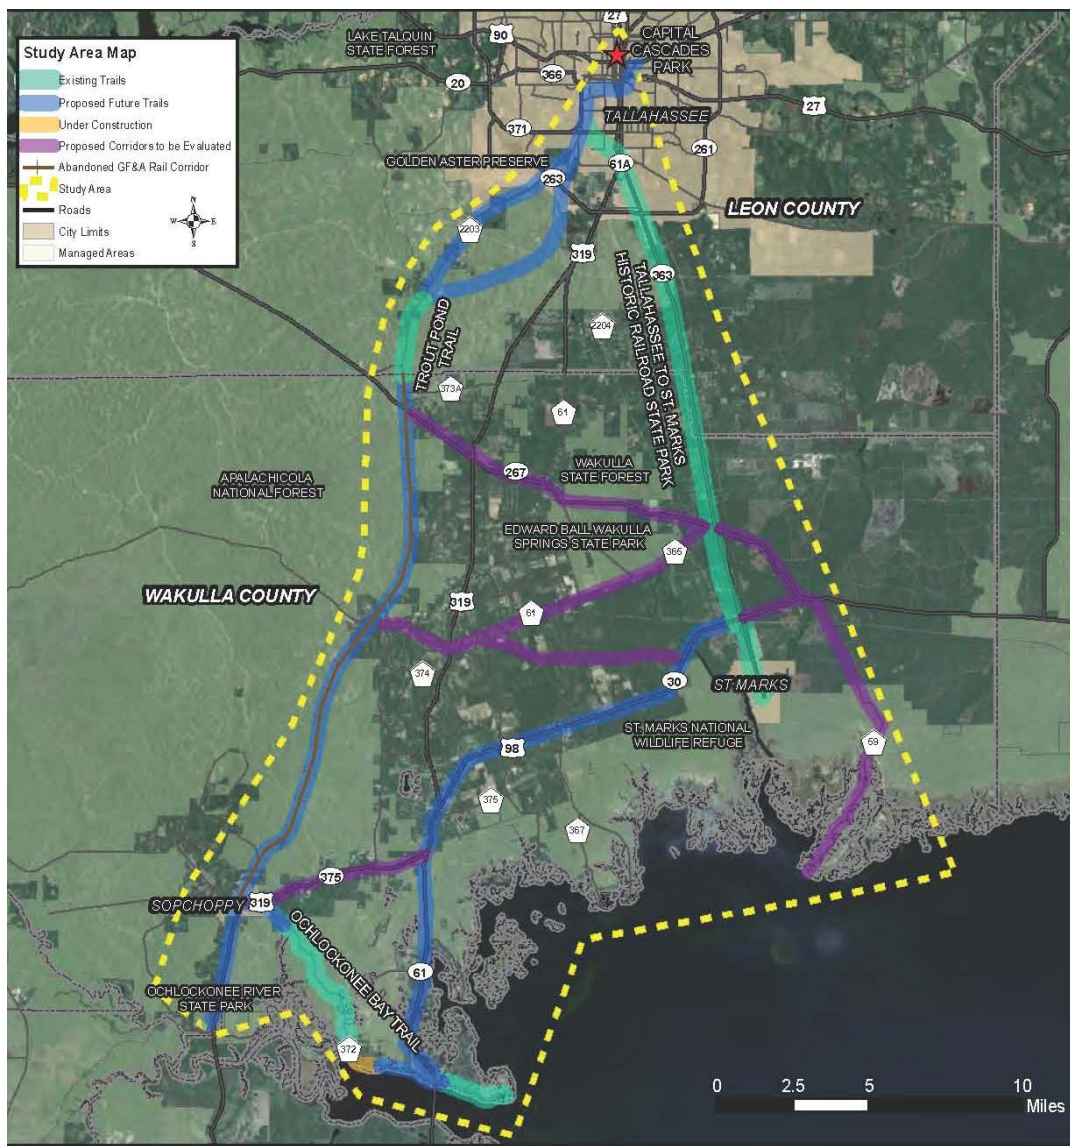 27
LAKE TALQUIN
STATE FOREST
90
CAPITAL
CASCADES
PARK
Study Area Map
Existing Trails
Proposed Future Trails
Under Construction
Proposed Corridors to be Evaluated
Abandoned GF&A Rail Corridor
Study Area
Roads
City Limits
Managed Areas
N
W
E
S
20
366
27
TALLAHASSEE
371
261
GOLDEN ASTER PRESERVE
61A
263
LEON COUNTY
2203
319
363
TALLAHASSEE TO ST. MARKS
HISTORIC RAILROAD STATE PARK
TROUT POND
TRAIL
2204
373A
61
267
WAKULLA
STATE FOREST
APALACHICOLA
NATIONAL FOREST
EDWARD BALL WAKULLA
SPRINGS STATE PARK
365
WAKULLA COUNTY
319
61
374
30
ST MARKS
ST. MARKS NATIONAL
WILDLIFE REFUGE
98
59
375
367
375
SOPCHOPPY
319
OCHLOCKONEE BAY TRAIL
61
OCHLOCKONEE RIVER
STATE PARK
372
0
2.5
5
10
Miles